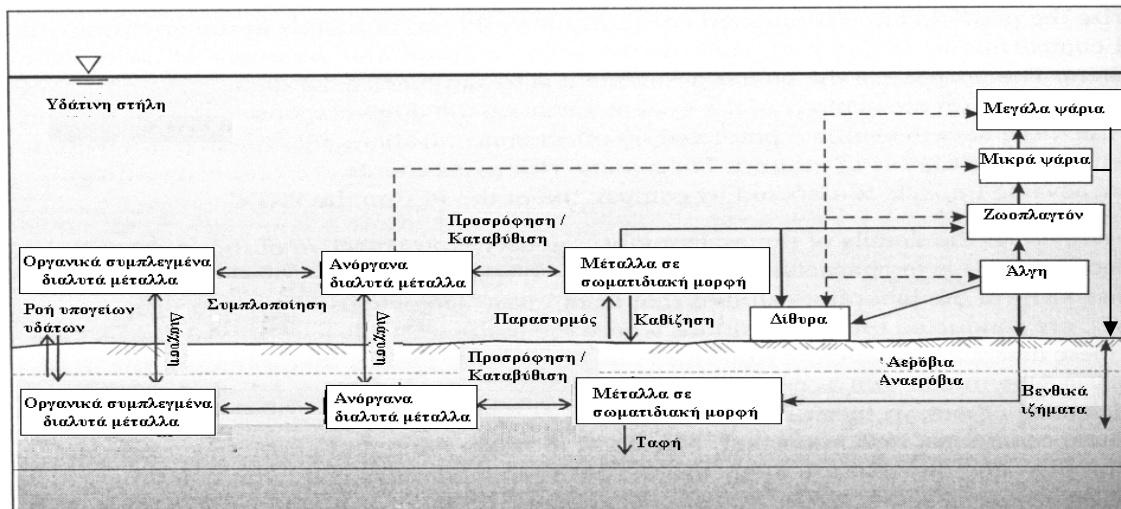 Υδάτινη στήλη
Μεγάλα ψάρια
Μικρά ψάρια
Ζωοπλαγτόν
Άλγη
Προσρόφηση /
Καταβύθιση
Οργανικά συμπλεγμένα
διαλυτά μέταλλα
Ανόργανα
διαλυτά μέταλλα
Μέταλλα σε
σωματιδιακή μορφή
Συμπλοποίηση
Ροή υπογείων
υδάτων
Διάχυση
Διάχυση
Παρασυρμός
Καθίζηση
Δίθυρα
Προσρόφηση /
Καταβύθιση
Αερόβια
Αναερόβια
Οργανικά συμπλεγμένα
διαλυτά μέταλλα
Ανόργανα
διαλυτά μέταλλα
Μέταλλα σε
σωματιδιακή μορφή
Βενθικά
ιζήματα
Ταφή